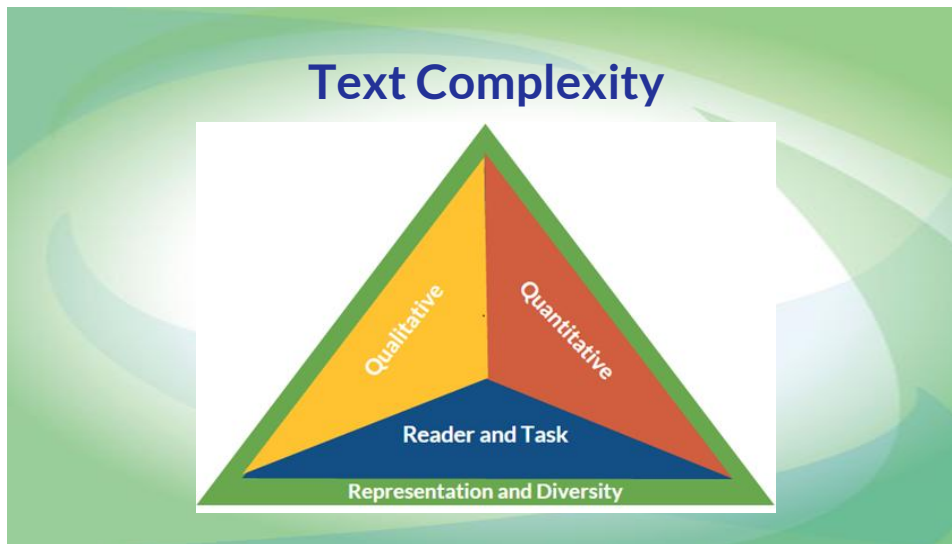 Text Complexity
Qualitative
Quantitative
Reader and Task
Representation and Diversity